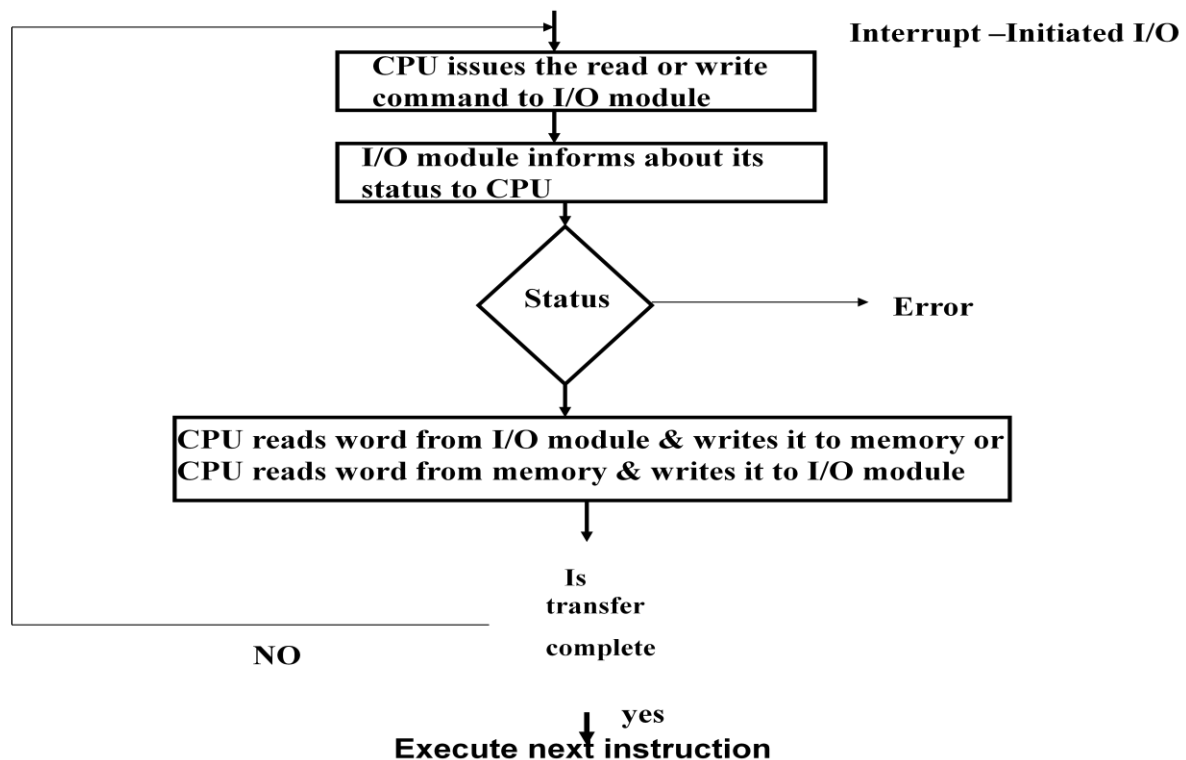 Interrupt –Initiated I/O
CPU issues the read or write
command to I/O module
I/O module informs about its
status to CPU
Status
Error
CPU reads word from I/O module & writes it to memory or
CPU reads word from memory & writes it to I/O module
Is
transfer
complete
NO
yes
Execute next instruction